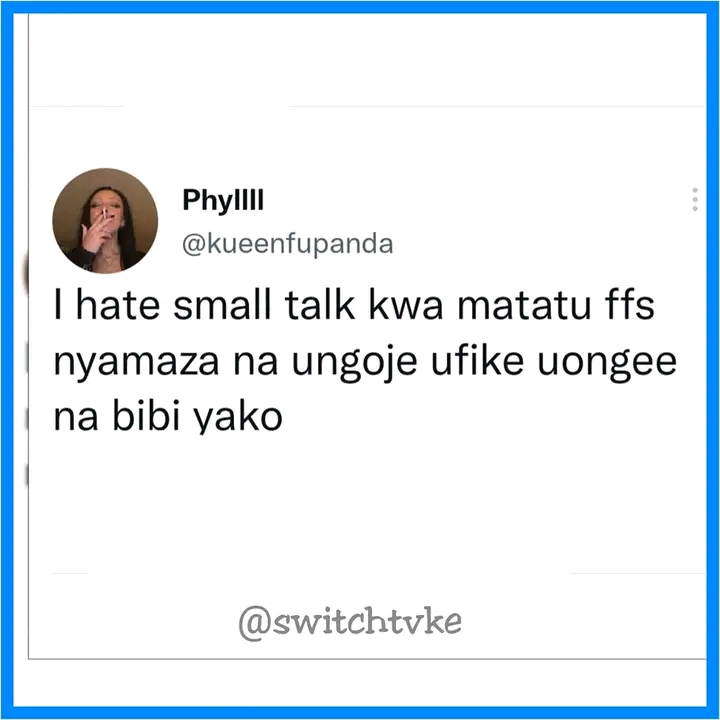 Phyllll
@kueenfupanda
I hate small talk kwa matatu ffs
nyamaza na ungoje ufike uongee
na bibi yako
@switchtvke